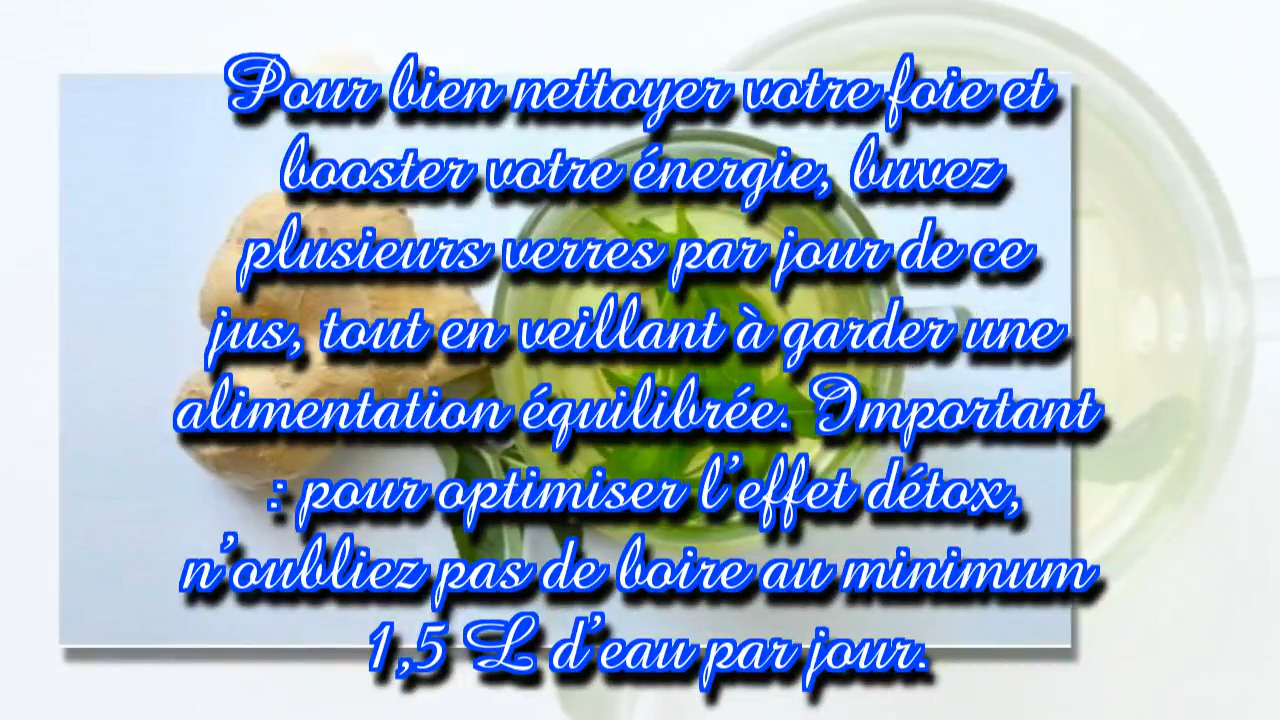 Pour bien nettoyer votre foie et
booster votre énergie, buvez
plusieurs verres par jour de ce
jus, tout en veillant à garder une
alimentation équilibrée. Important
: pour optimiser l'effet détox,
n'oubliez pas de boire au minimum
1,5 L d'eau par jour.